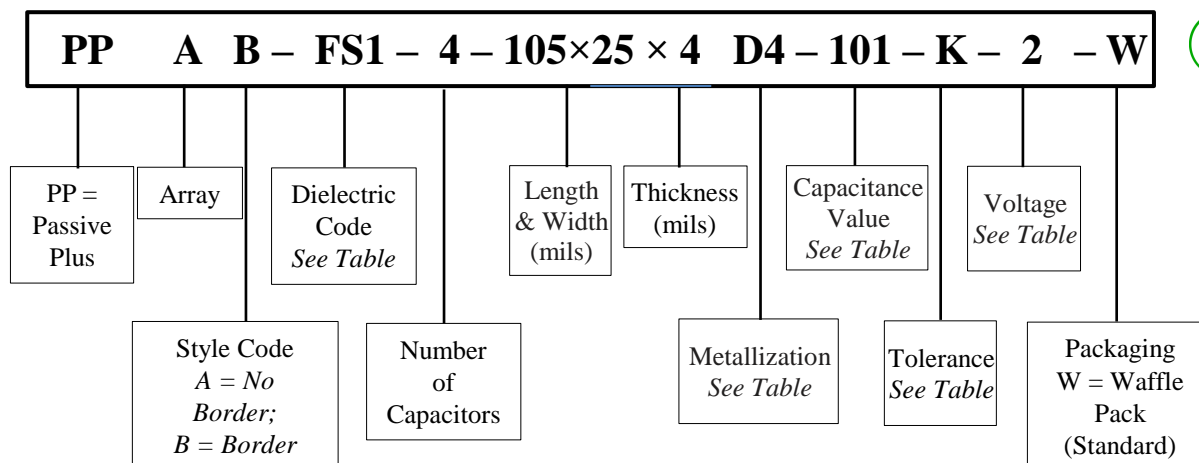 PP A B – FS1 – 4 – 105×25 × 4 D4 – 101 – K – 2 – W
PP =
Passive
Plus
Array
Dielectric
Code
See Table
Length
& Width
(mils)
Thickness
(mils)
Capacitance
Value
See Table
Voltage
See Table
Style Code
A = No
Border;
B = Border
Number
of
Capacitors
Metallization
See Table
Tolerance
See Table
Packaging
W = Waffle
Pack
(Standard)